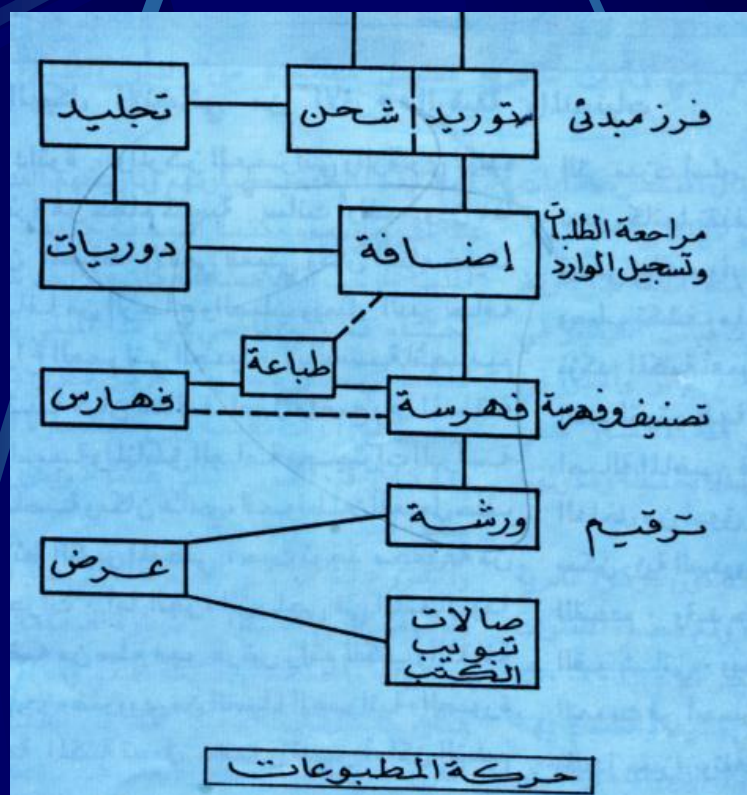 فرز مبدئى
توريد
شحن
تجليد
مراجعة الطلبات
وتسجيل الوارد
إضافة
دوريات
طباعة
تصنيف وفهرسة
فهرسة
فهارس
ترقيم
ورشة
عرض
صالات
تبويب
الكتب
حركة المطبوعات